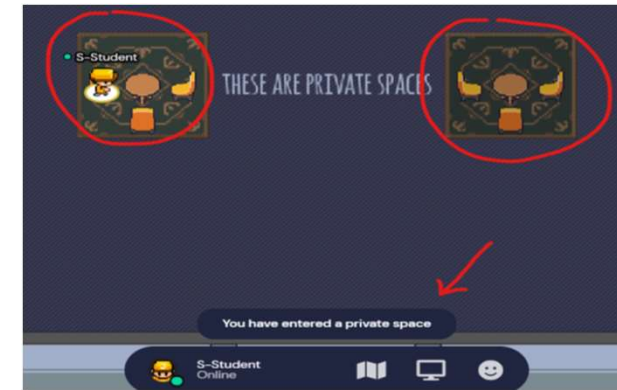 S-Student
THESE ARE PRIVATE SPACES
You have entered a private space
S-Student
Online